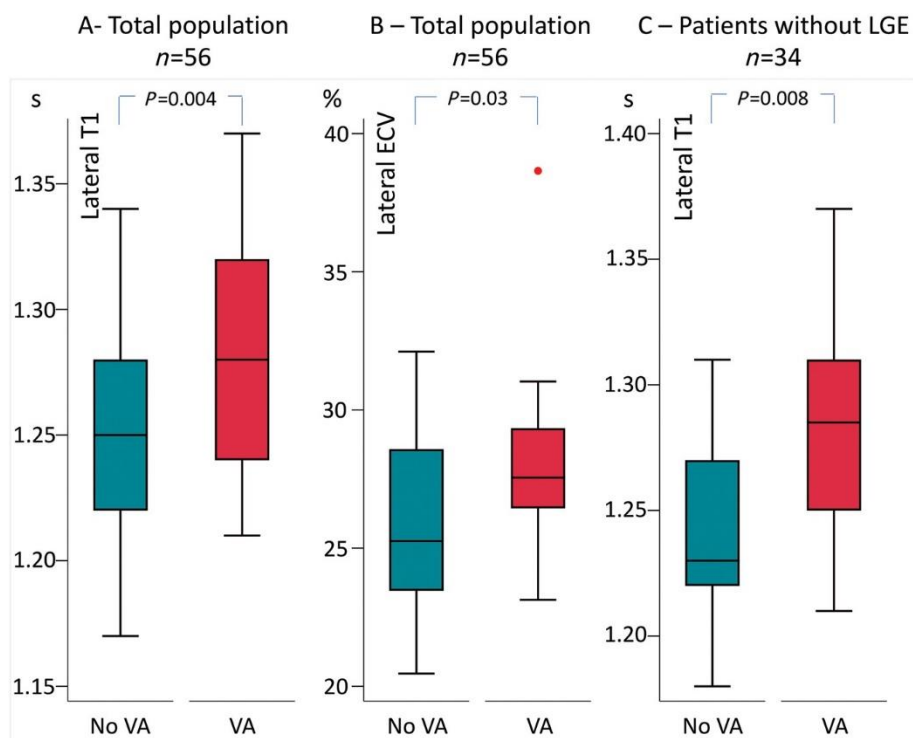 A- Total population
n=56
B – Total population
n=56
C – Patients without LGE
n=34
s
P=0.004
Lateral T1
1.35
1.30
1.25
1.20
1.15
No VA
VA
%
P=0.03
Lateral ECV
40
35
30
25
20
No VA
VA
s
P=0.008
Lateral T1
1.40
1.35
1.30
1.25
1.20
No VA
VA